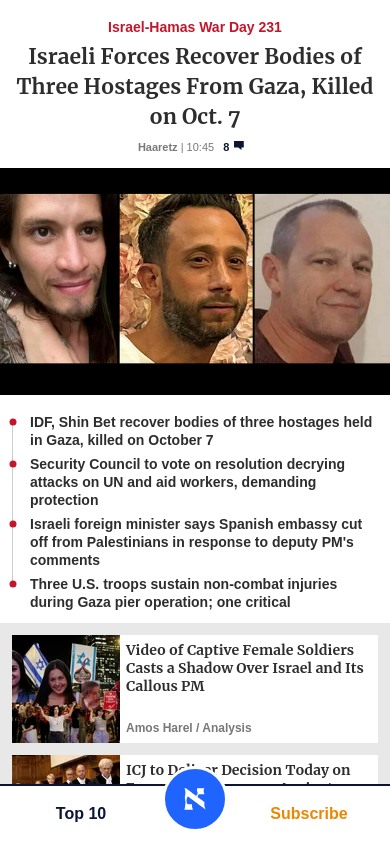 Israel-Hamas War Day 231
Israeli Forces Recover Bodies of
Three Hostages From Gaza, Killed
on Oct. 7
Haaretz | 10:45 8
IDF, Shin Bet recover bodies of three hostages held
in Gaza, killed on October 7
Security Council to vote on resolution decrying
attacks on UN and aid workers, demanding
protection
Israeli foreign minister says Spanish embassy cut
off from Palestinians in response to deputy PM's
comments
Three U.S. troops sustain non-combat injuries
during Gaza pier operation; one critical
Video of Captive Female Soldiers
Casts a Shadow Over Israel and Its
Callous PM
Amos Harel / Analysis
ICJ to Deliver Decision Today on
Top 10
Subscribe